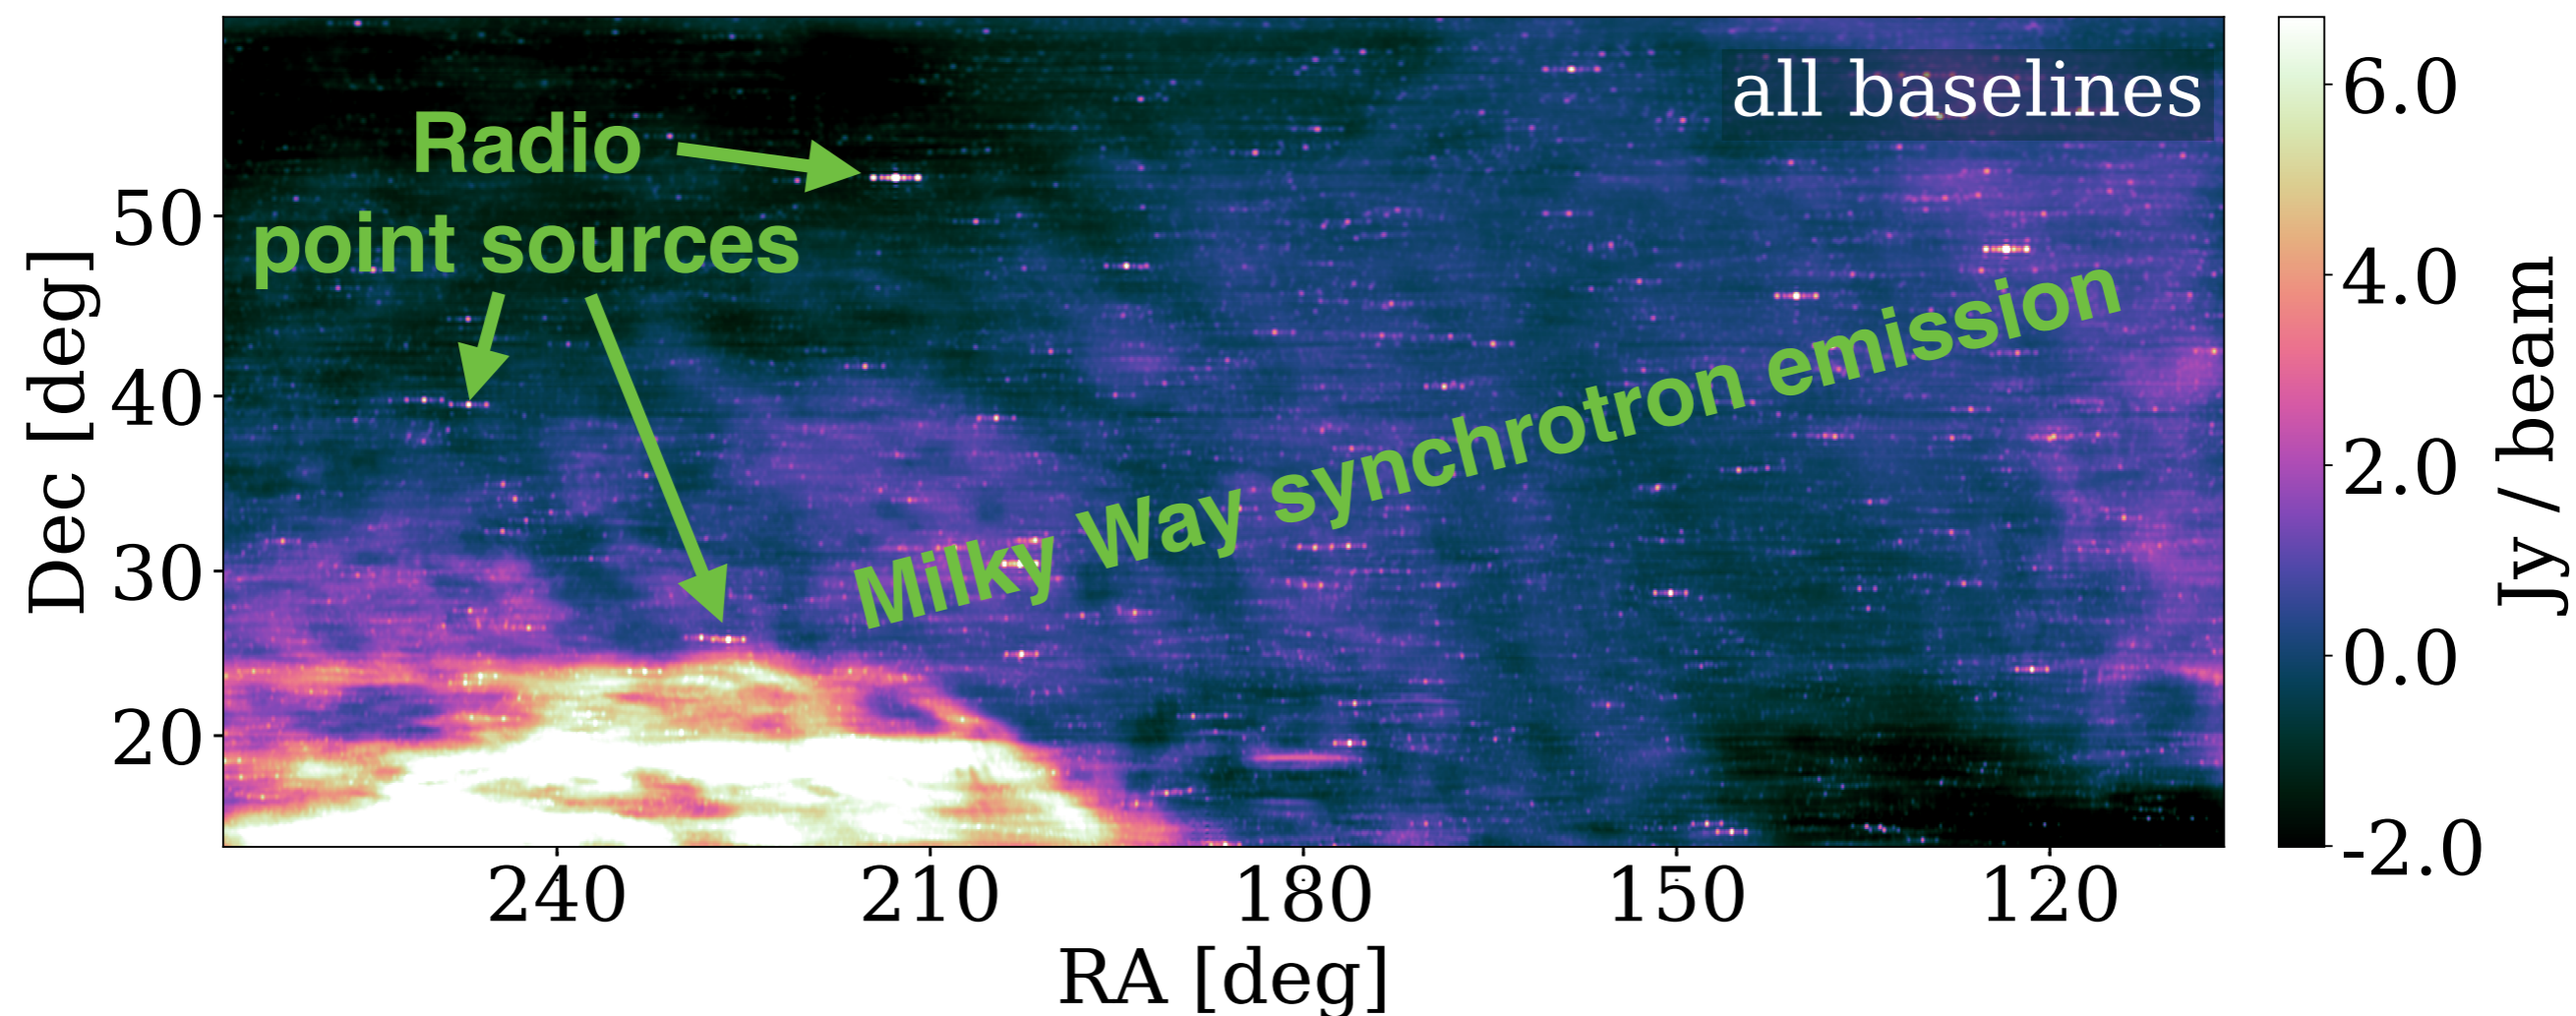 all baselines
Radio
point sources
Milky Way synchrotron emission
50
40
30
20
Dec [deg]
240
210
180
150
120
RA [deg]
6.0
4.0
2.0
0.0
-2.0
Jy / beam